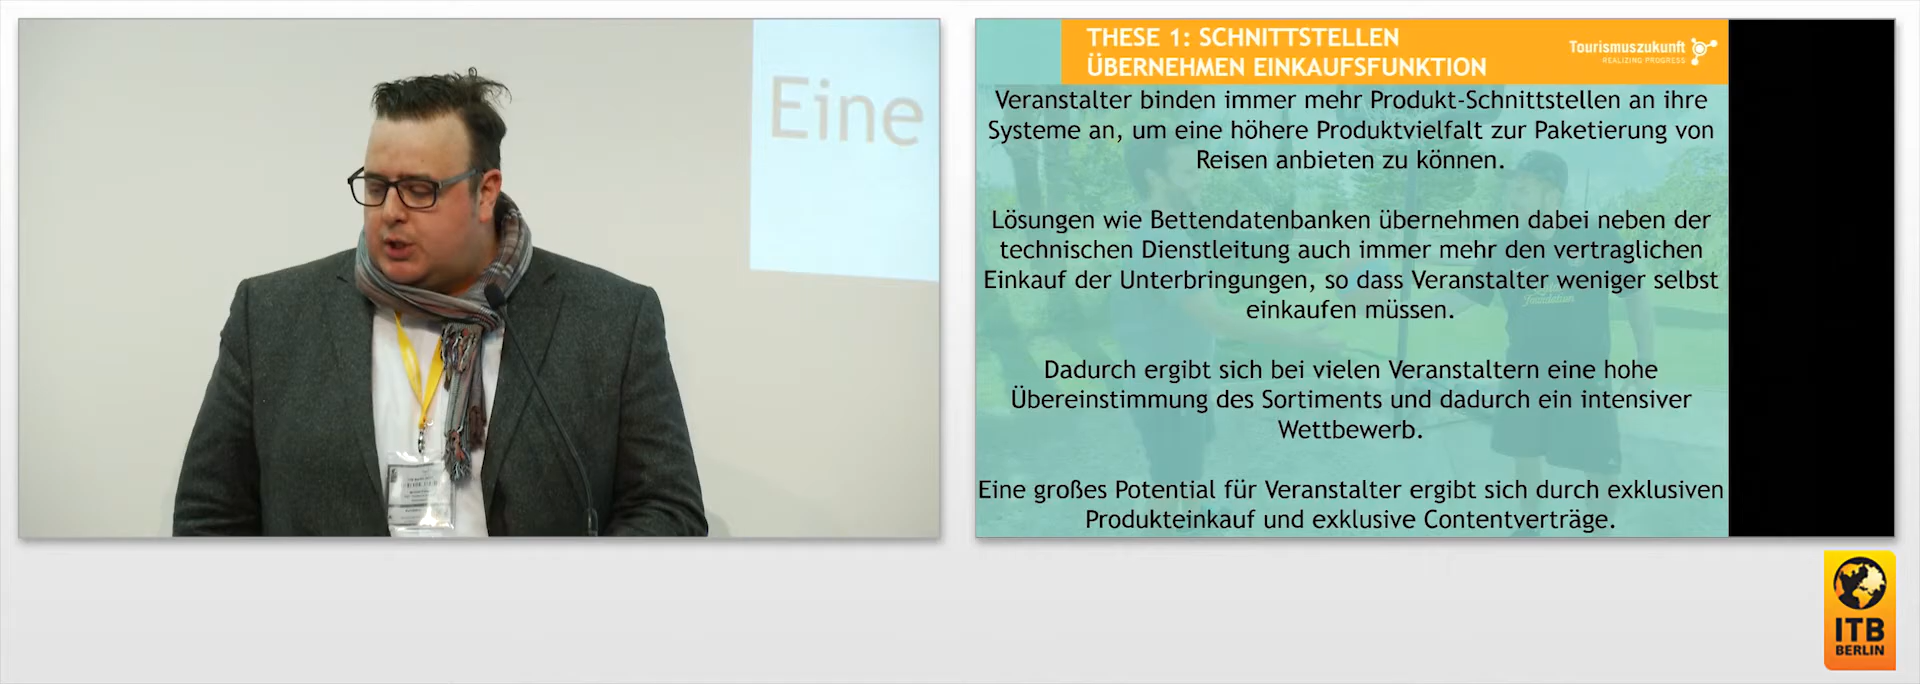 Eine
THESE 1: SCHNITTSTELLEN
ÜBERNEHMEN EINKAUFSFUNKTION
Tourismuszukunft
REALIZING PROGRESS
Veranstalter binden immer mehr Produkt-Schnittstellen an ihre
Systeme an, um eine höhere Produktvielfalt zur Paketierung von
Reisen anbieten zu können.
Lösungen wie Bettendatenbanken übernehmen dabei neben der
technischen Dienstleitung auch immer mehr den vertraglichen
Einkauf der Unterbringungen, so dass Veranstalter weniger selbst
einkaufen müssen.
Dadurch ergibt sich bei vielen Veranstaltern eine hohe
Übereinstimmung des Sortiments und dadurch ein intensiver
Wettbewerb.
Eine großes Potential für Veranstalter ergibt sich durch exklusiven
Produkteinkauf und exklusive Contentverträge.
ITB
BERLIN